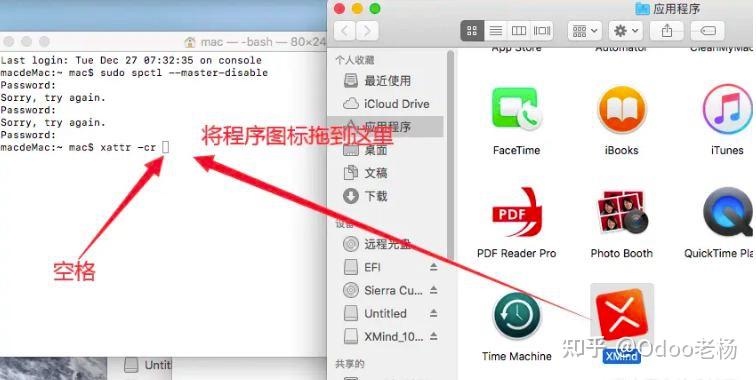 mac — -bash — 80×24
Last login: Tue Dec 27 07:32:35 on console
macdeMac:~ mac$ sudo spctl --master-disable
Password:
Sorry, try again.
Password:
Sorry, try again.
Password:
macdeMac:~ mac$ xattr -cr
将程序图标拖到这里
空格
Untitl
应用程序
个人收藏
最近使用
iCloud Drive
应用程序
桌面
文稿
下载
设备
远程光盘
EFI
Sierra Cu...
Untitled
XMind_10...
共享的
App Store
Automator
CleanMyMac
FaceTime
iBooks
iTunes
PDF
PDF Reader Pro
Photo Booth
QuickTime Pla
Time Machine
XMind
知乎 @Odoo老杨